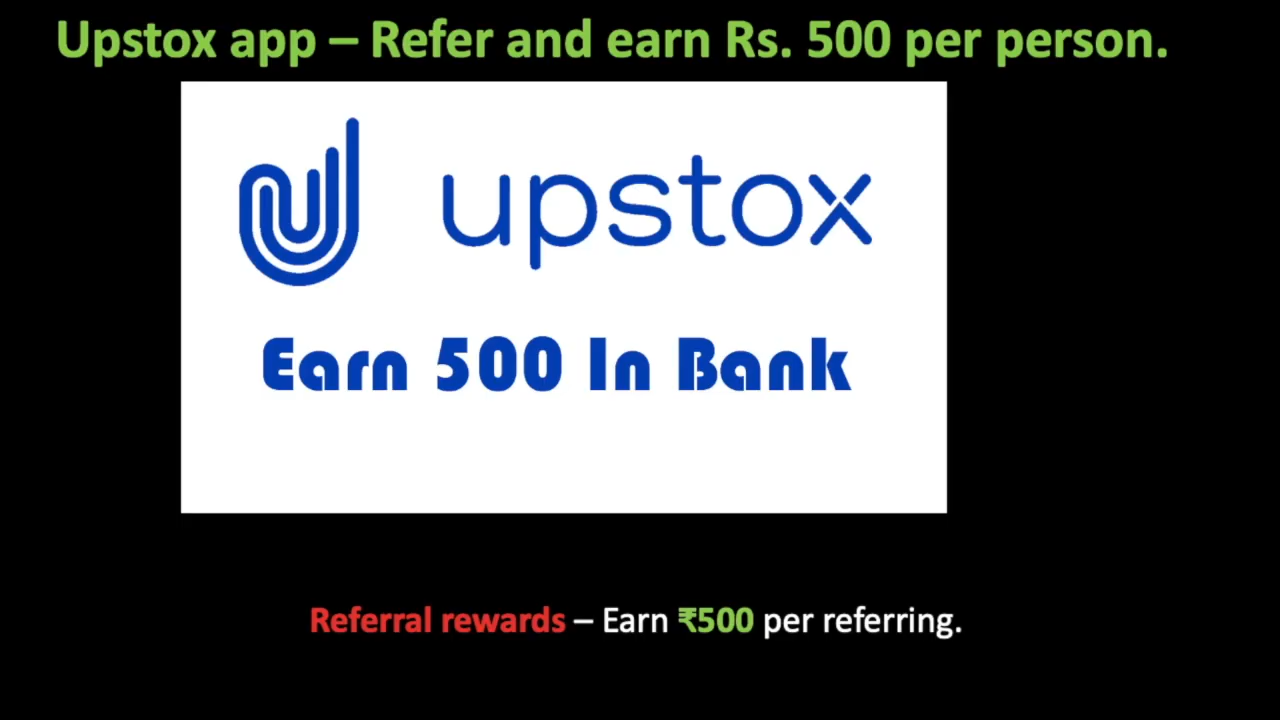 Upstox app – Refer and earn Rs. 500 per person.
upstox
Earn 500 In Bank
Referral rewards – Earn ₹500 per referring.